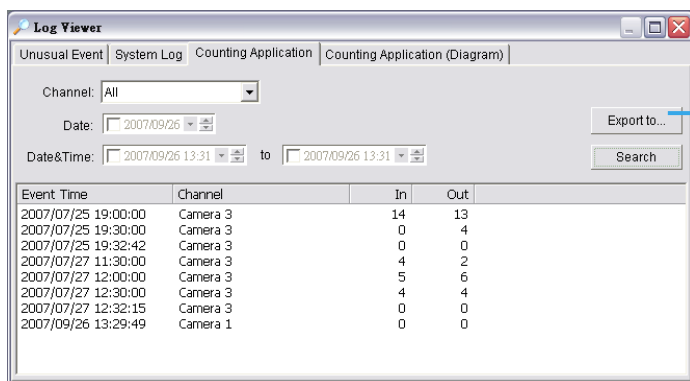 Log Viewer
Unusual Event System Log Counting Application Counting Application (Diagram)
Channel: All
Date: 2007/09/26
Export to...
Date&Time: 2007/09/26 13:31 to 2007/09/26 13:31
Search
Event Time Channel In Out
2007/07/25 19:00:00 Camera 3 14 13
2007/07/25 19:30:00 Camera 3 0 4
2007/07/25 19:32:42 Camera 3 0 0
2007/07/27 11:30:00 Camera 3 4 2
2007/07/27 12:00:00 Camera 3 5 6
2007/07/27 12:30:00 Camera 3 4 4
2007/07/27 12:32:15 Camera 3 0 0
2007/09/26 13:29:49 Camera 1 0 0